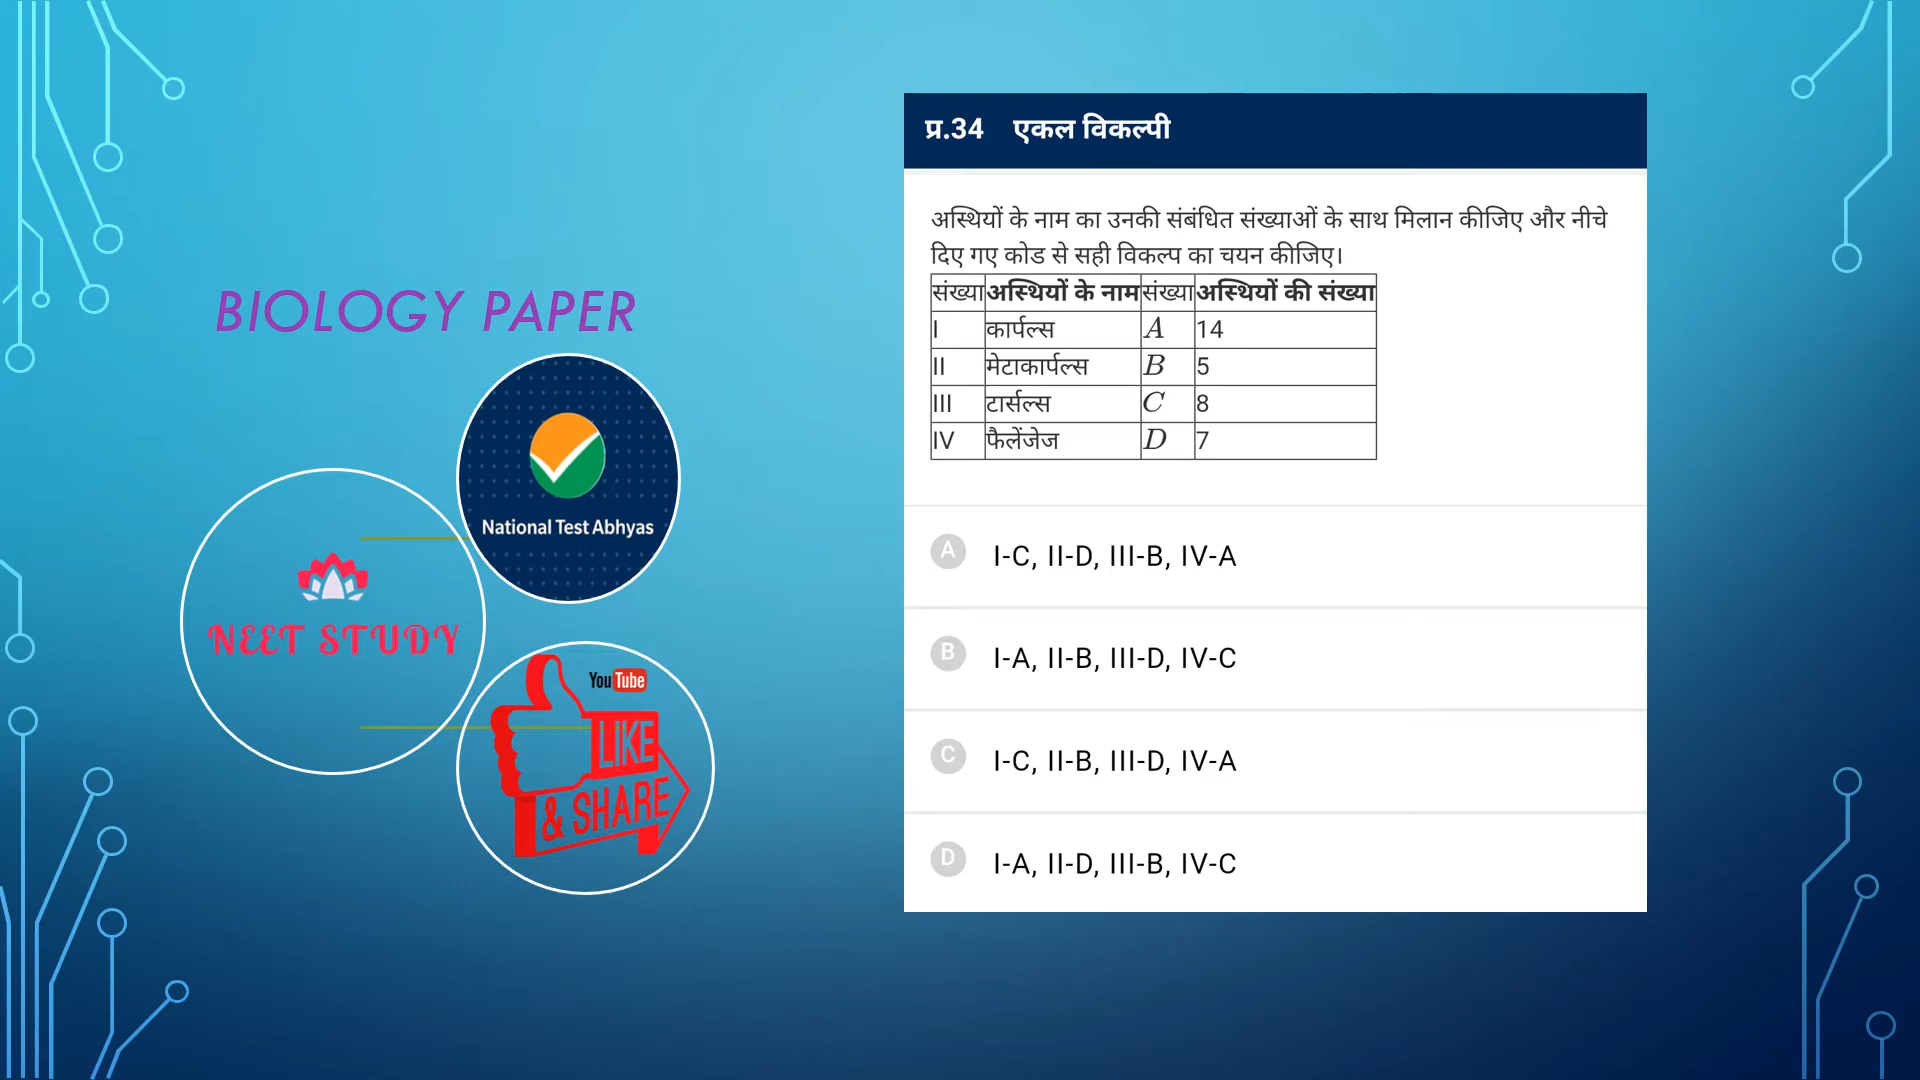 BIOLOGY PAPER
National Test Abhyas
NEET STUDY
YouTube
LIKE
& SHARE
प्र.34 एकल विकल्पी
अस्थियों के नाम का उनकी संबंधित संख्याओं के साथ मिलान कीजिए और नीचे
दिए गए कोड से सही विकल्प का चयन कीजिए।
संख्या अस्थियों के नाम संख्या अस्थियों की संख्या
I कार्पल्स A 14
II मेटाकार्पल्स B 5
III टार्सल्स C 8
IV फैलेंजेज D 7
A I-C, II-D, III-B, IV-A
B I-A, II-B, III-D, IV-C
C I-C, II-B, III-D, IV-A
D I-A, II-D, III-B, IV-C